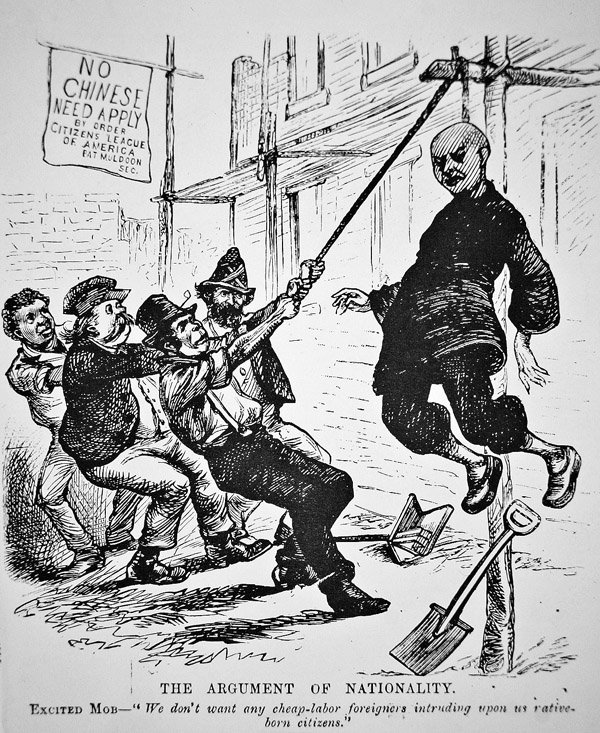 NO
CHINESE
NEED APPLY
BY ORDER
CITIZENS LEAGUE
OF AMERICA
PAT MULDOON
SEC.
THE ARGUMENT OF NATIONALITY.
EXCITED MOB—“ We don't want any cheap-labor foreigners intruding upon us native-
born citizens.”